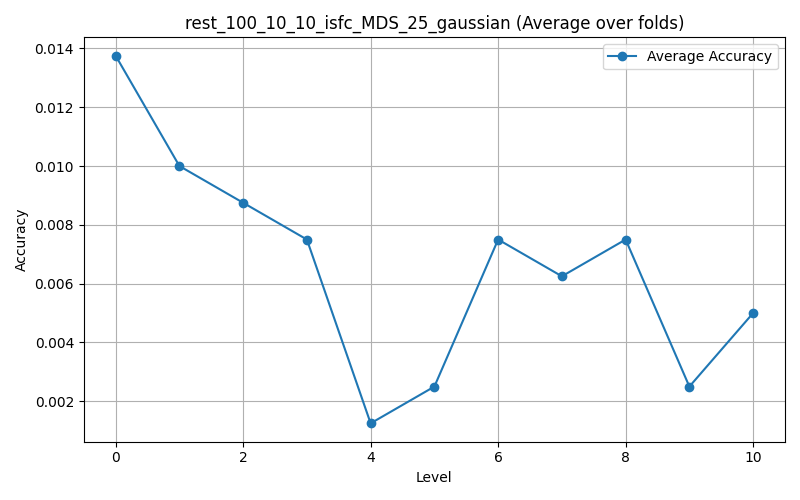 rest_100_10_10_isfc_MDS_25_gaussian (Average over folds)
Average Accuracy
0.014
0.012
0.010
0.008
0.006
0.004
0.002
Accuracy
0 2 4 6 8 10
Level